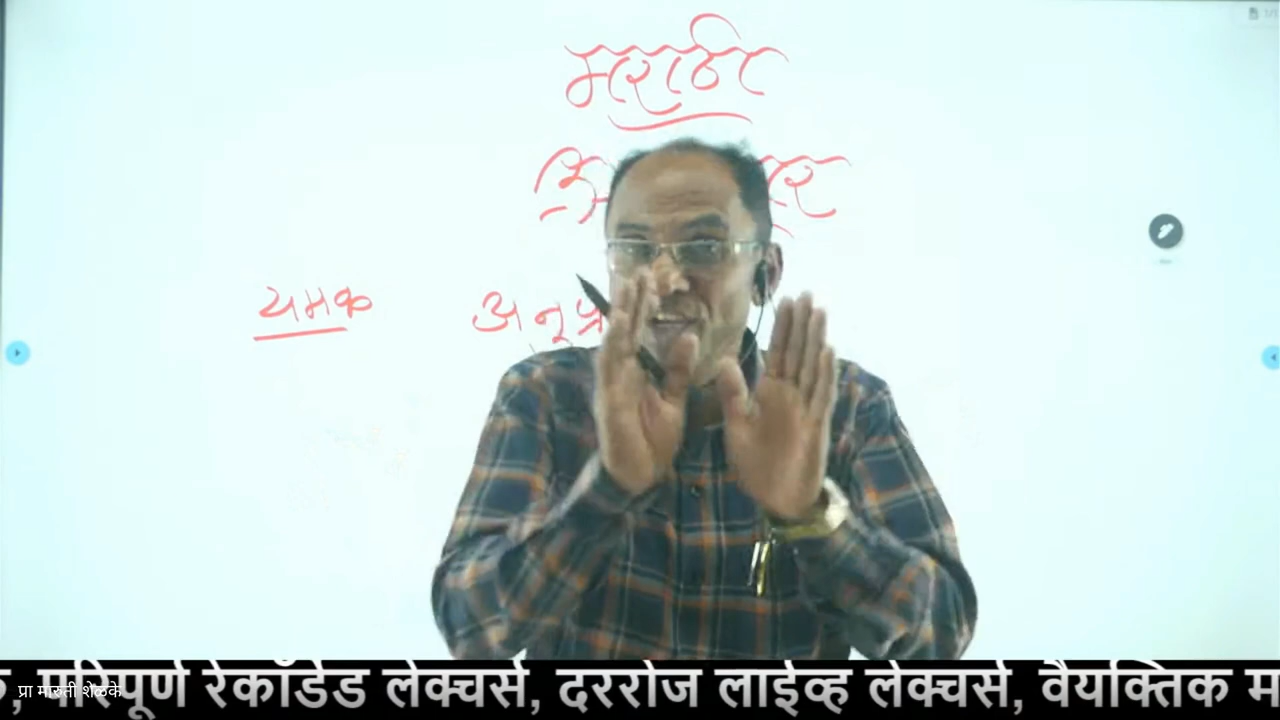 मराठी
यमक
परिपूर्ण रेकॉर्डेड लेक्चर्स, दररोज लाईव्ह लेक्चर्स, वैयक्तिक
प्रा मारुती शेळके